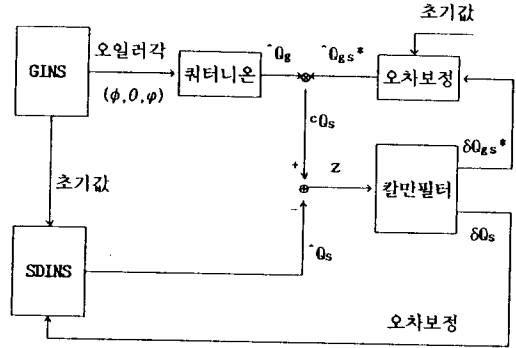 초기값
GINS
오일러각
(ϕ,0,φ)
쿼터니온
^Qg
^Qgs*
⊗
오차보정
cQs
δQgs*
초기값
+
Z
⊕
칼만필터
-
^Qs
δQs
SDINS
오차보정